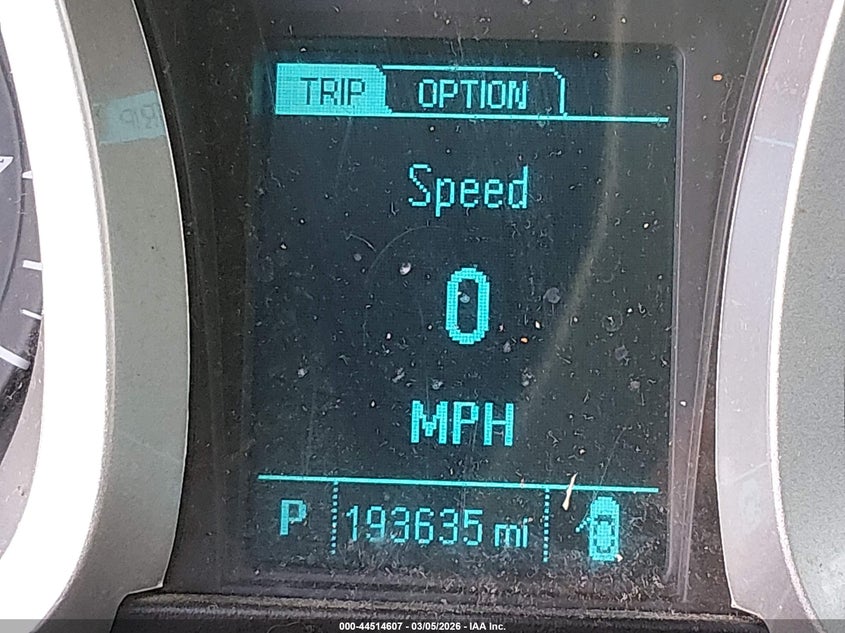 TRIP OPTION
Speed
0
MPH
P 193635 mi
000-44514607 - 03/05/2026 - IAA Inc.